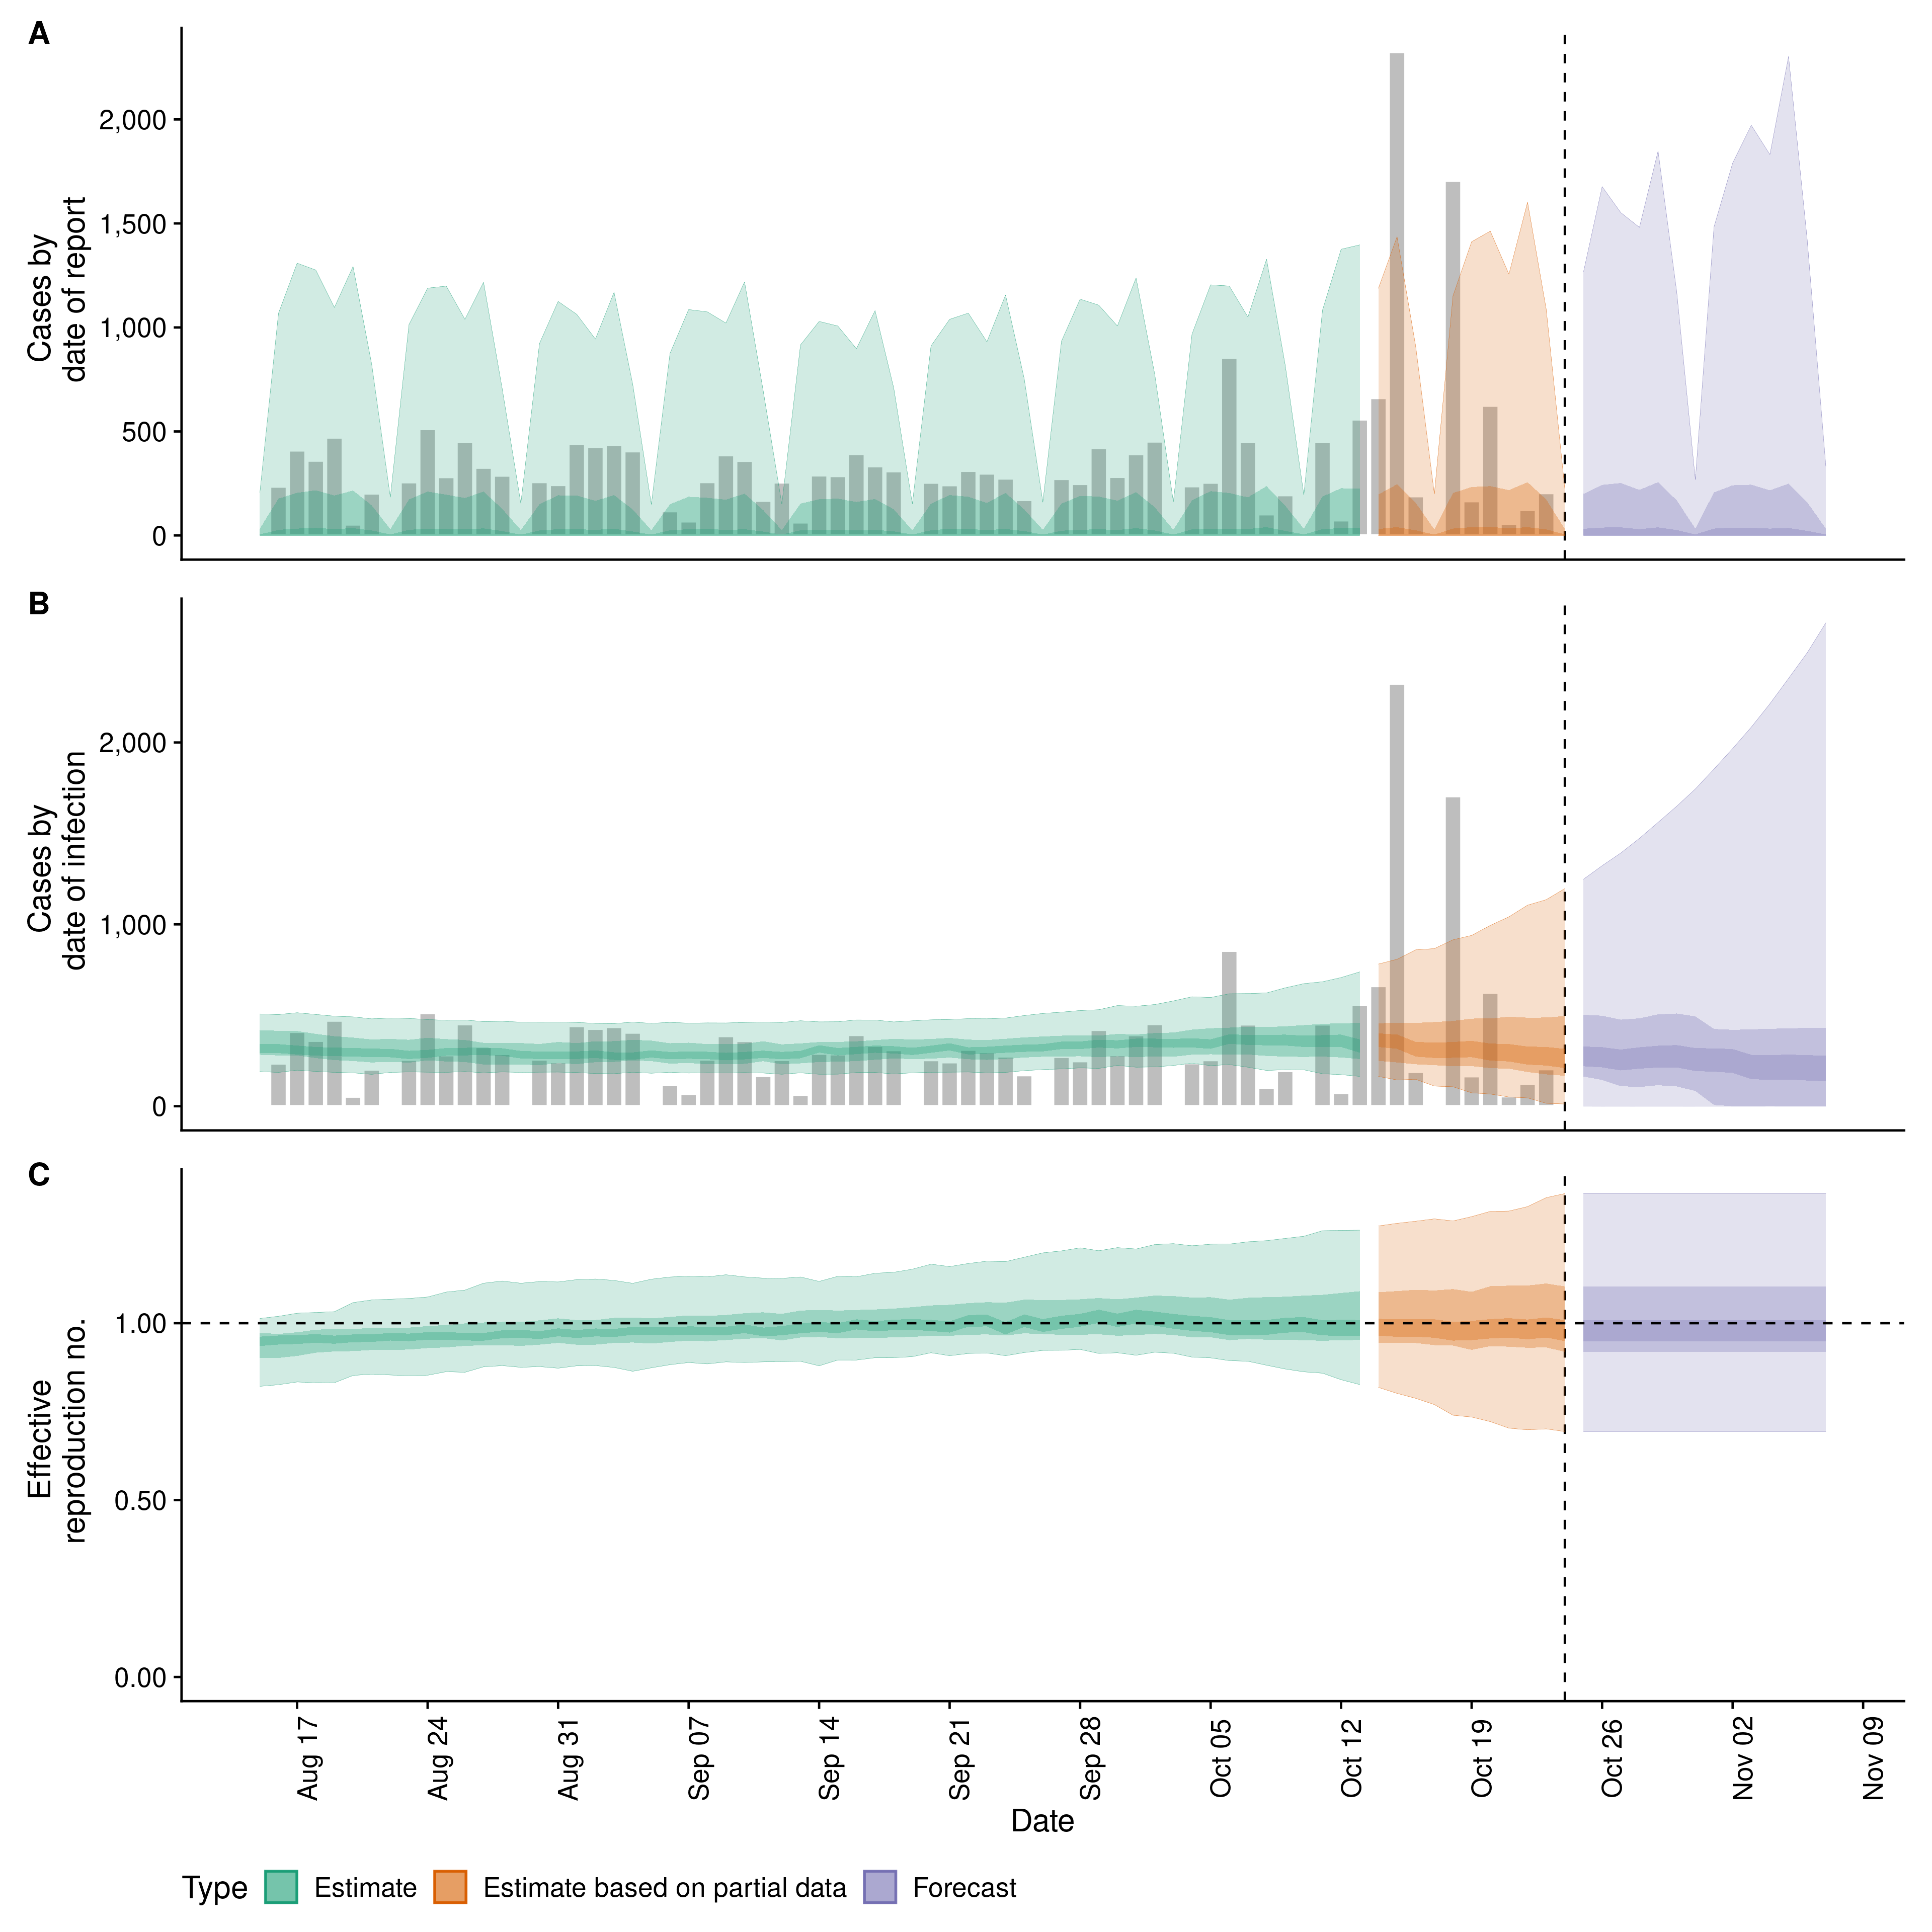 A
Cases by
date of report
2,000
1,500
1,000
500
0
B
Cases by
date of infection
2,000
1,000
0
C
Effective
reproduction no.
1.00
0.50
0.00
Aug 17
Aug 24
Aug 31
Sep 07
Sep 14
Sep 21
Sep 28
Oct 05
Oct 12
Oct 19
Oct 26
Nov 02
Nov 09
Date
Type Estimate Estimate based on partial data Forecast